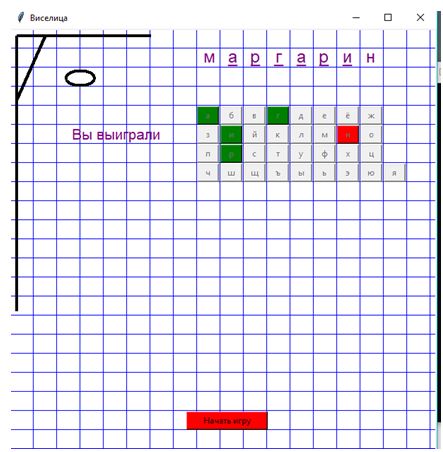 Виселица
м а р г а р и н
а б в г д е ё ж
Вы выиграли
з и й к л м н о
п р с т у ф х ц
ч ш щ ъ ы ь э ю я
Начать игру